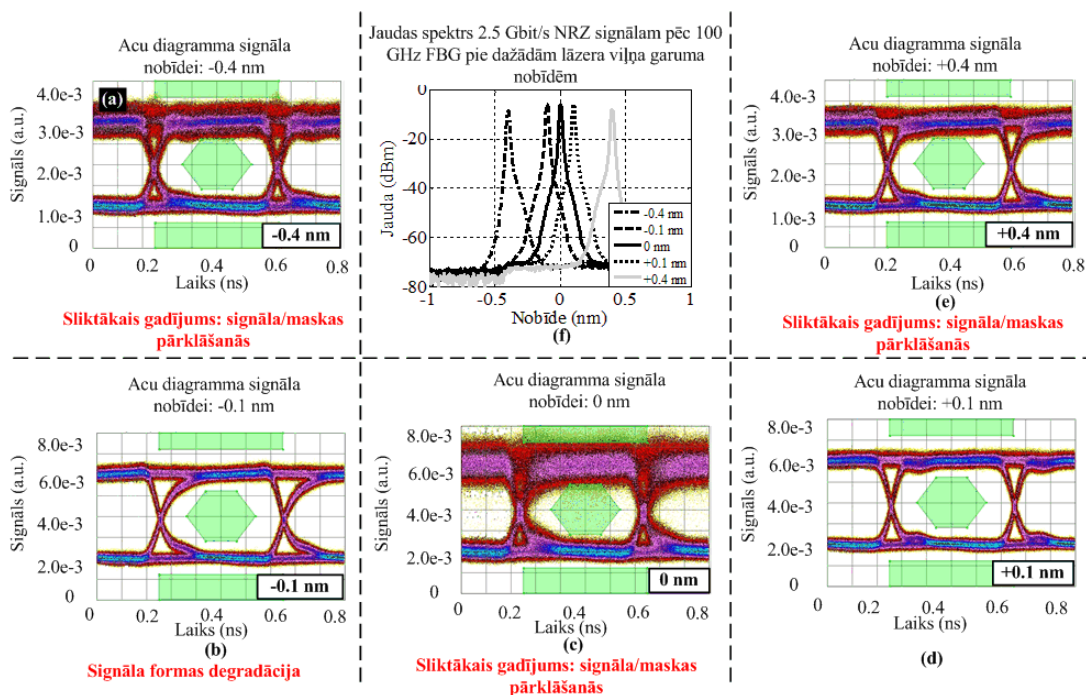 Acu diagramma signāla
nobīdei: -0.4 nm
(a)
4.0e-3
3.0e-3
2.0e-3
1.0e-3
0
Signāls (a.u.)
-0.4 nm
0 0.2 0.4 0.6 0.8
Laiks (ns)
Sliktākais gadījums: signāla/maskas
pārklāšanās
Jaudas spektrs 2.5 Gbit/s NRZ signālam pēc 100
GHz FBG pie dažādām lāzera viļņa garuma
nobīdēm
0
-20
-40
-60
-80
Jauda (dBm)
-0.4 nm
-0.1 nm
0 nm
+0.1 nm
+0.4 nm
-1 -0.5 0 0.5 1
Nobīde (nm)
(f)
Acu diagramma signāla
nobīdei: +0.4 nm
4.0e-3
3.0e-3
2.0e-3
1.0e-3
0
Signāls (a.u.)
+0.4 nm
0 0.2 0.4 0.6 0.8
Laiks (ns)
(e)
Sliktākais gadījums: signāla/maskas
pārklāšanās
Acu diagramma signāla
nobīdei: -0.1 nm
8.0e-3
6.0e-3
4.0e-3
2.0e-3
0
Signāls (a.u.)
-0.1 nm
0 0.2 0.4 0.6 0.8
Laiks (ns)
(b)
Signāla formas degradācija
Acu diagramma signāla
nobīdei: 0 nm
8.0e-3
6.0e-3
4.0e-3
2.0e-3
0
Signāls (a.u.)
0 nm
0 0.2 0.4 0.6 0.8
Laiks (ns)
(c)
Sliktākais gadījums: signāla/maskas
pārklāšanās
Acu diagramma signāla
nobīdei: +0.1 nm
8.0e-3
6.0e-3
4.0e-3
2.0e-3
0
Signāls (a.u.)
+0.1 nm
0 0.2 0.4 0.6 0.8
Laiks (ns)
(d)